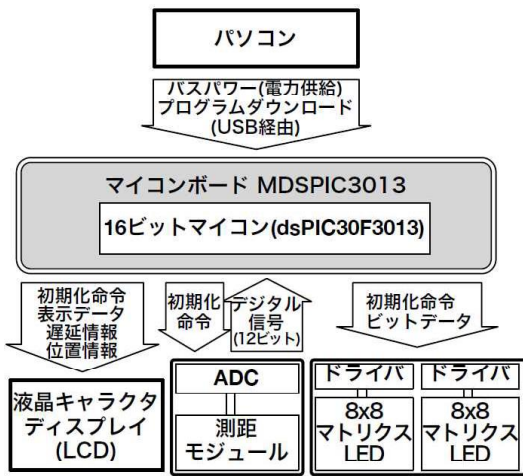 パソコン
バスパワー(電力供給)
プログラムダウンロード
(USB経由)
マイコンボード MDSPIC3013
16ビットマイコン(dsPIC30F3013)
初期化命令
表示データ
遅延情報
位置情報
初期化
命令
デジタル
信号
(12ビット)
初期化命令
ビットデータ
液晶キャラクタ
ディスプレイ
(LCD)
ADC
測距
モジュール
ドライバ
8x8
マトリクス
LED
ドライバ
8x8
マトリクス
LED